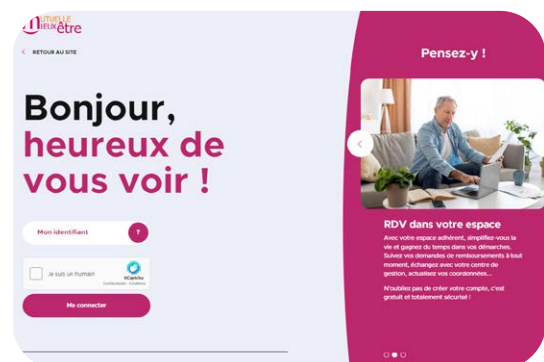 MUTUELLE
MIEUX être
RETOUR AU SITE
Bonjour,
heureux de
vous voir !
Mon identifiant
?
Je suis un humain
hCaptcha
Confidentialité - Conditions
Me connecter
Pensez-y !
RDV dans votre espace
Avec votre espace adhérent, simplifiez-vous la
vie et gagnez du temps dans vos démarches.
Suivez vos demandes de remboursements à tout
moment, échangez avec votre centre de
gestion, actualisez vos coordonnées...
N'oubliez pas de créer votre compte, c'est
gratuit et totalement sécurisé !